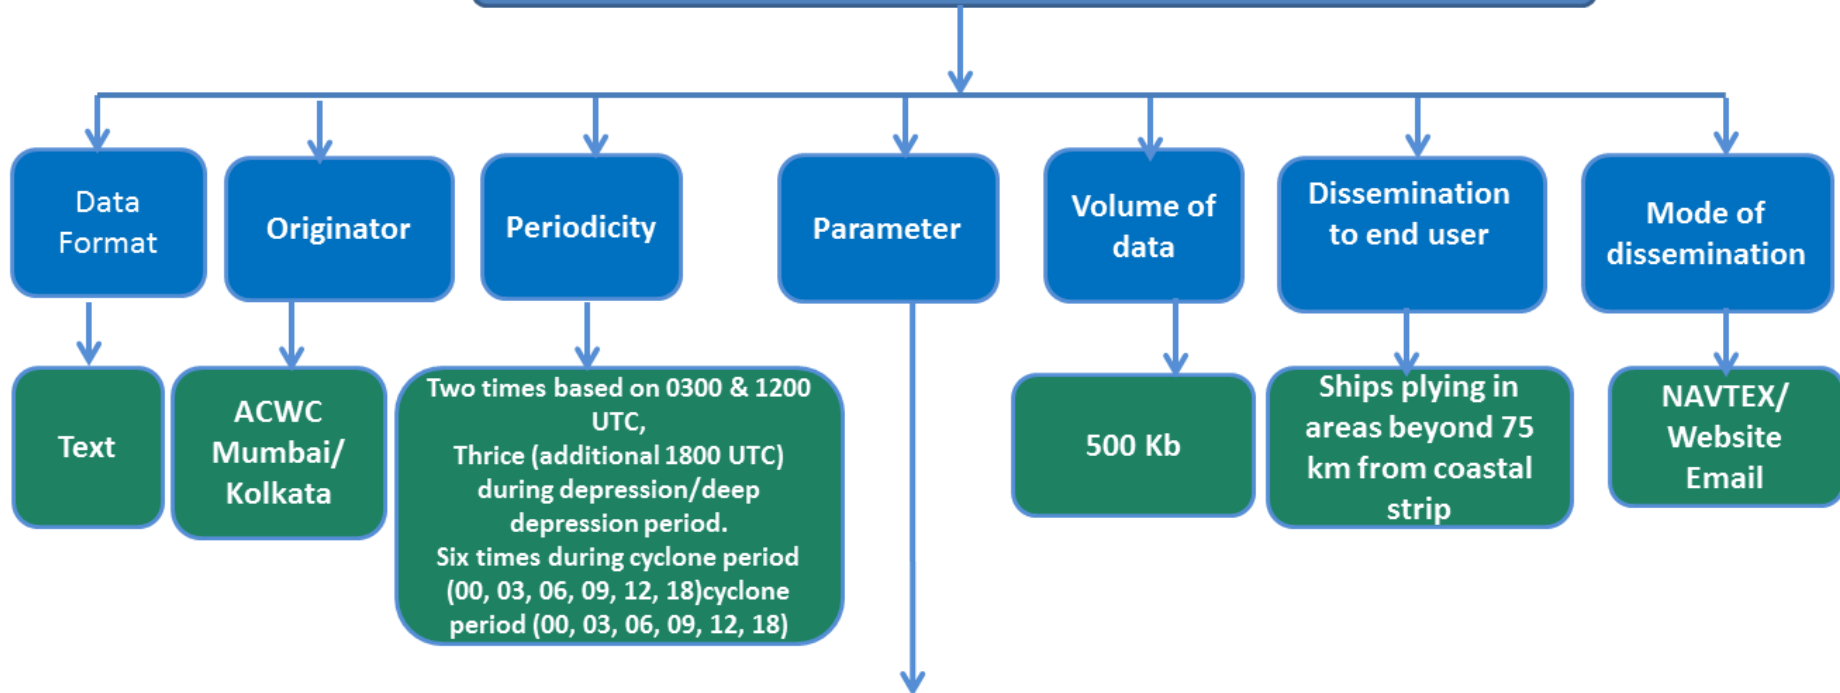 Data
Format
Originator
Periodicity
Parameter
Volume of
data
Dissemination
to end user
Mode of
dissemination
Text
ACWC
Mumbai/
Kolkata
Two times based on 0300 & 1200
UTC,
Thrice (additional 1800 UTC)
during depression/deep
depression period.
Six times during cyclone period
(00, 03, 06, 09, 12, 18)cyclone
period (00, 03, 06, 09, 12, 18)
500 Kb
Ships plying in
areas beyond 75
km from coastal
strip
NAVTEX/
Website
Email